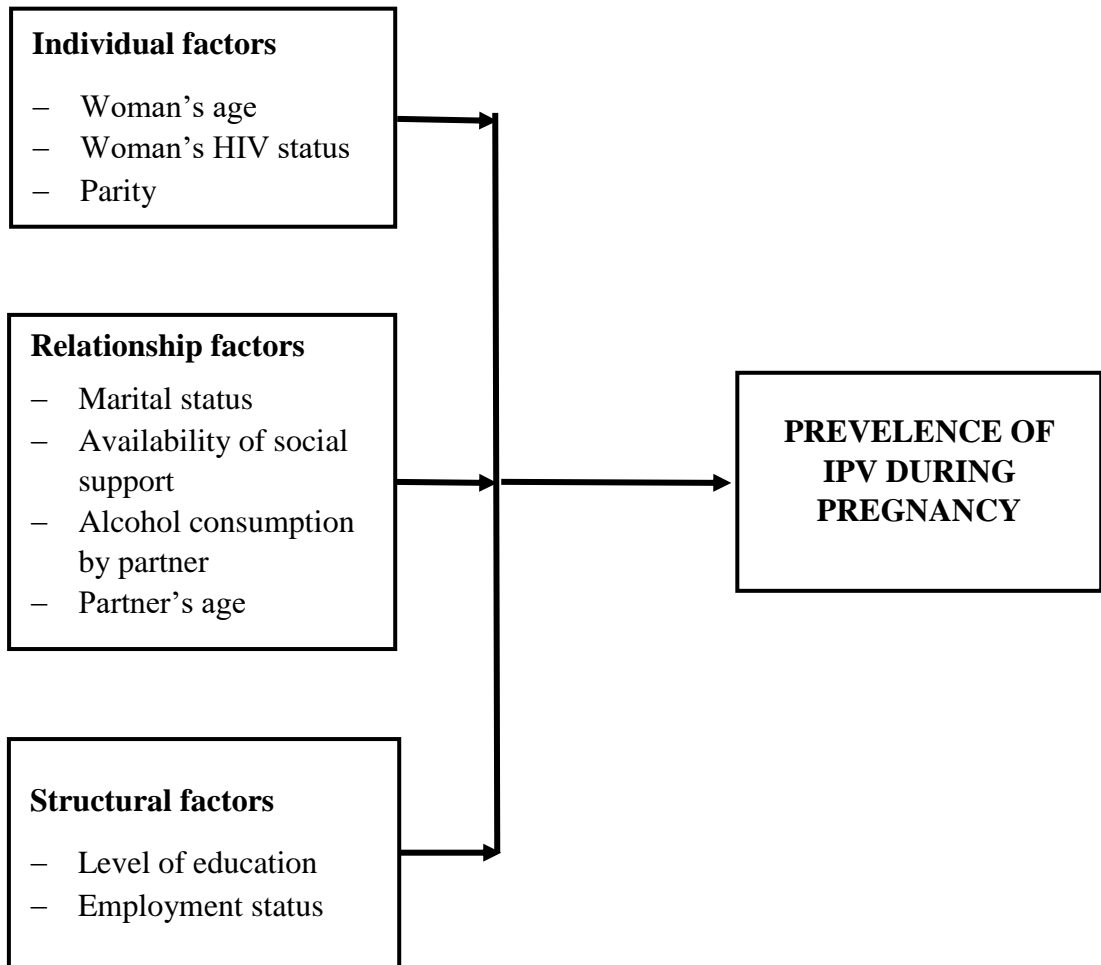 Individual factors
– Woman’s age
– Woman’s HIV status
– Parity
Relationship factors
– Marital status
– Availability of social
support
– Alcohol consumption
by partner
– Partner’s age
Structural factors
– Level of education
– Employment status
PREVELENCE OF
IPV DURING
PREGNANCY